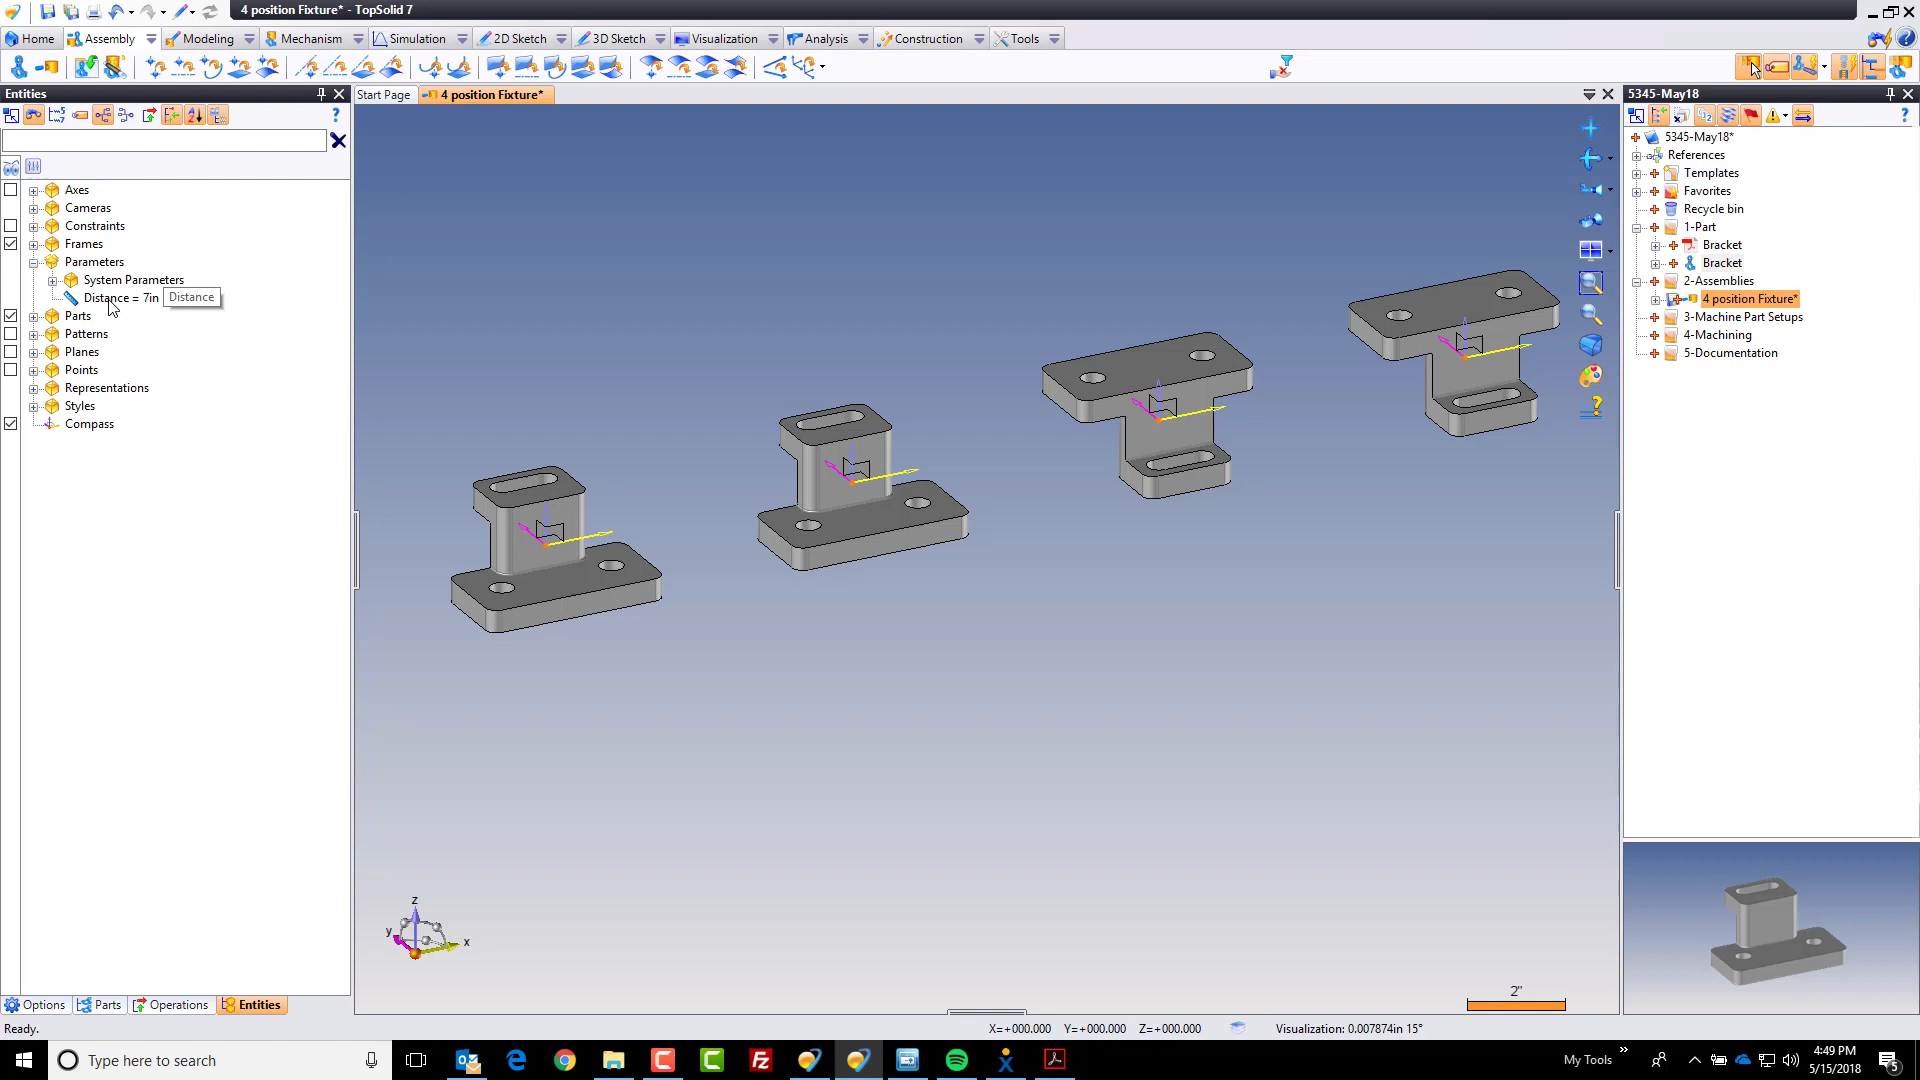 4 position Fixture* - TopSolid 7
Home
Assembly
Modeling
Mechanism
Simulation
2D Sketch
3D Sketch
Visualization
Analysis
Construction
Tools
Entities
Start Page
4 position Fixture*
5345-May18
Axes
Cameras
Constraints
Frames
Parameters
System Parameters
Distance = 7in
Distance
Parts
Patterns
Planes
Points
Representations
Styles
Compass
5345-May18*
References
Templates
Favorites
Recycle bin
1-Part
Bracket
Bracket
2-Assemblies
4 position Fixture*
3-Machine Part Setups
4-Machining
5-Documentation
z
y
x
2"
Options
Parts
Operations
Entities
Ready.
X=+000.000 Y=+000.000 Z=+000.000
Visualization: 0.007874in 15°
Type here to search
My Tools
4:49 PM
5/15/2018
5